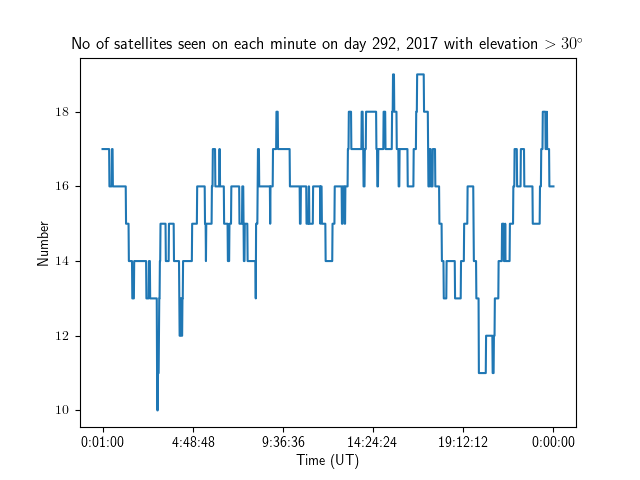 No of satellites seen on each minute on day 292, 2017 with elevation > 30°
Number
18
16
14
12
10
0:01:00 4:48:48 9:36:36 14:24:24 19:12:12 0:00:00
Time (UT)